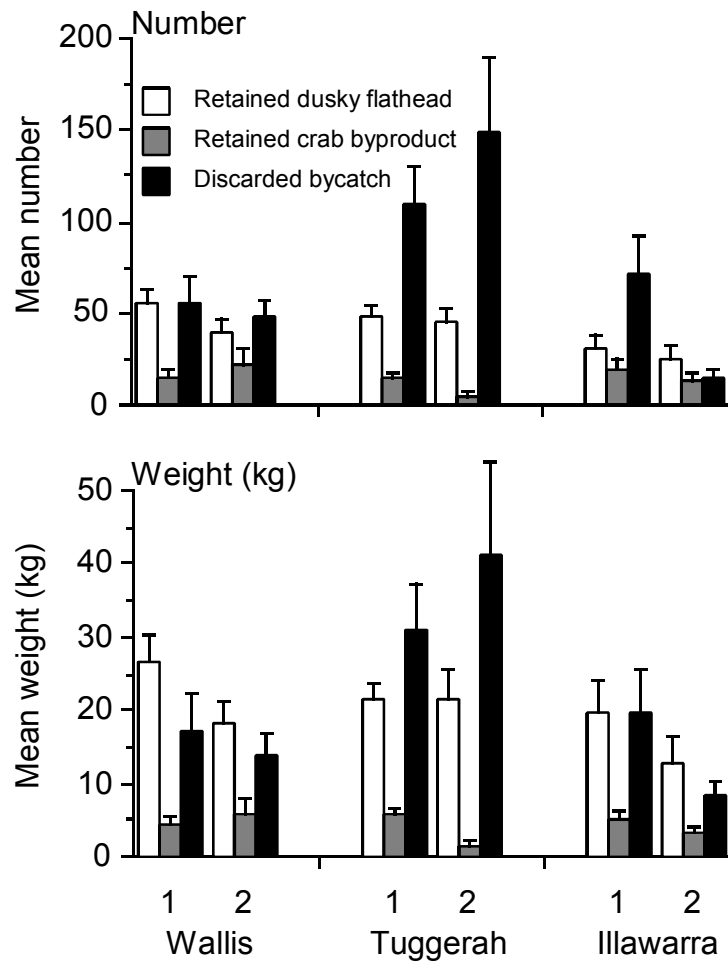 Number
200
150
100
50
0
Mean number
Retained dusky flathead
Retained crab byproduct
Discarded bycatch
Weight (kg)
50
40
30
20
10
0
Mean weight (kg)
1 2 1 2 1 2
Wallis Tuggerah Illawarra